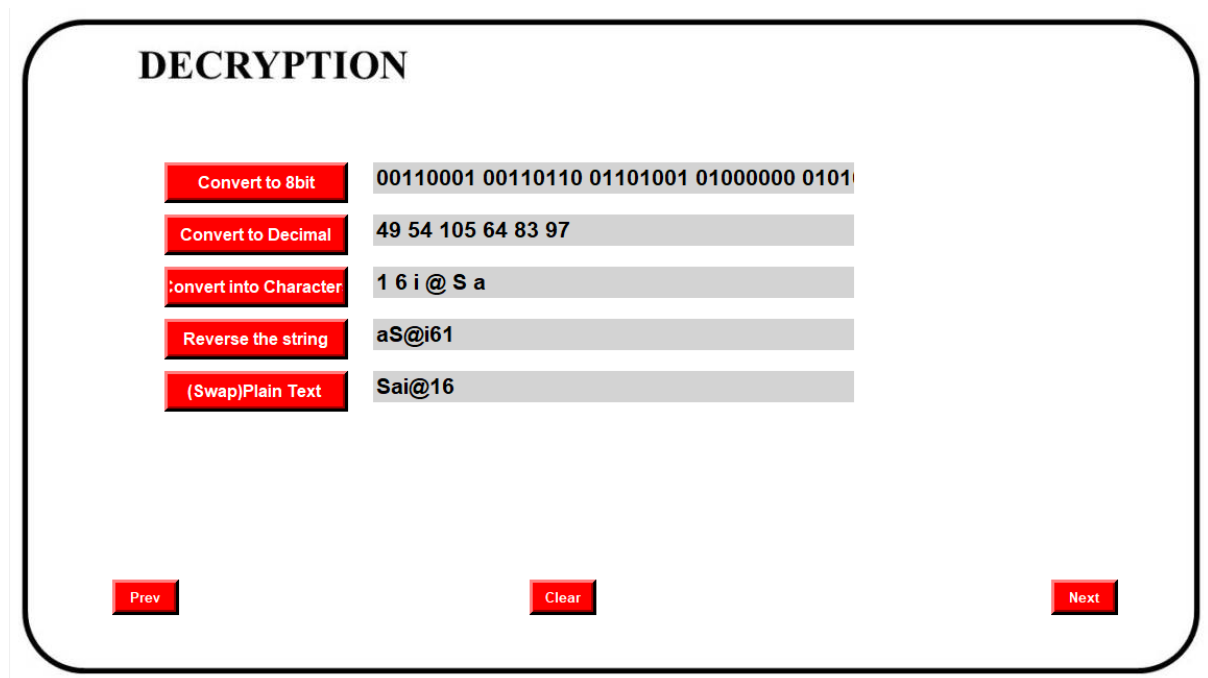 DECRYPTION
Convert to 8bit 00110001 00110110 01101001 01000000 0101
Convert to Decimal 49 54 105 64 83 97
Convert into Character 1 6 i @ S a
Reverse the string aS@i61
(Swap)Plain Text Sai@16
Prev Clear Next